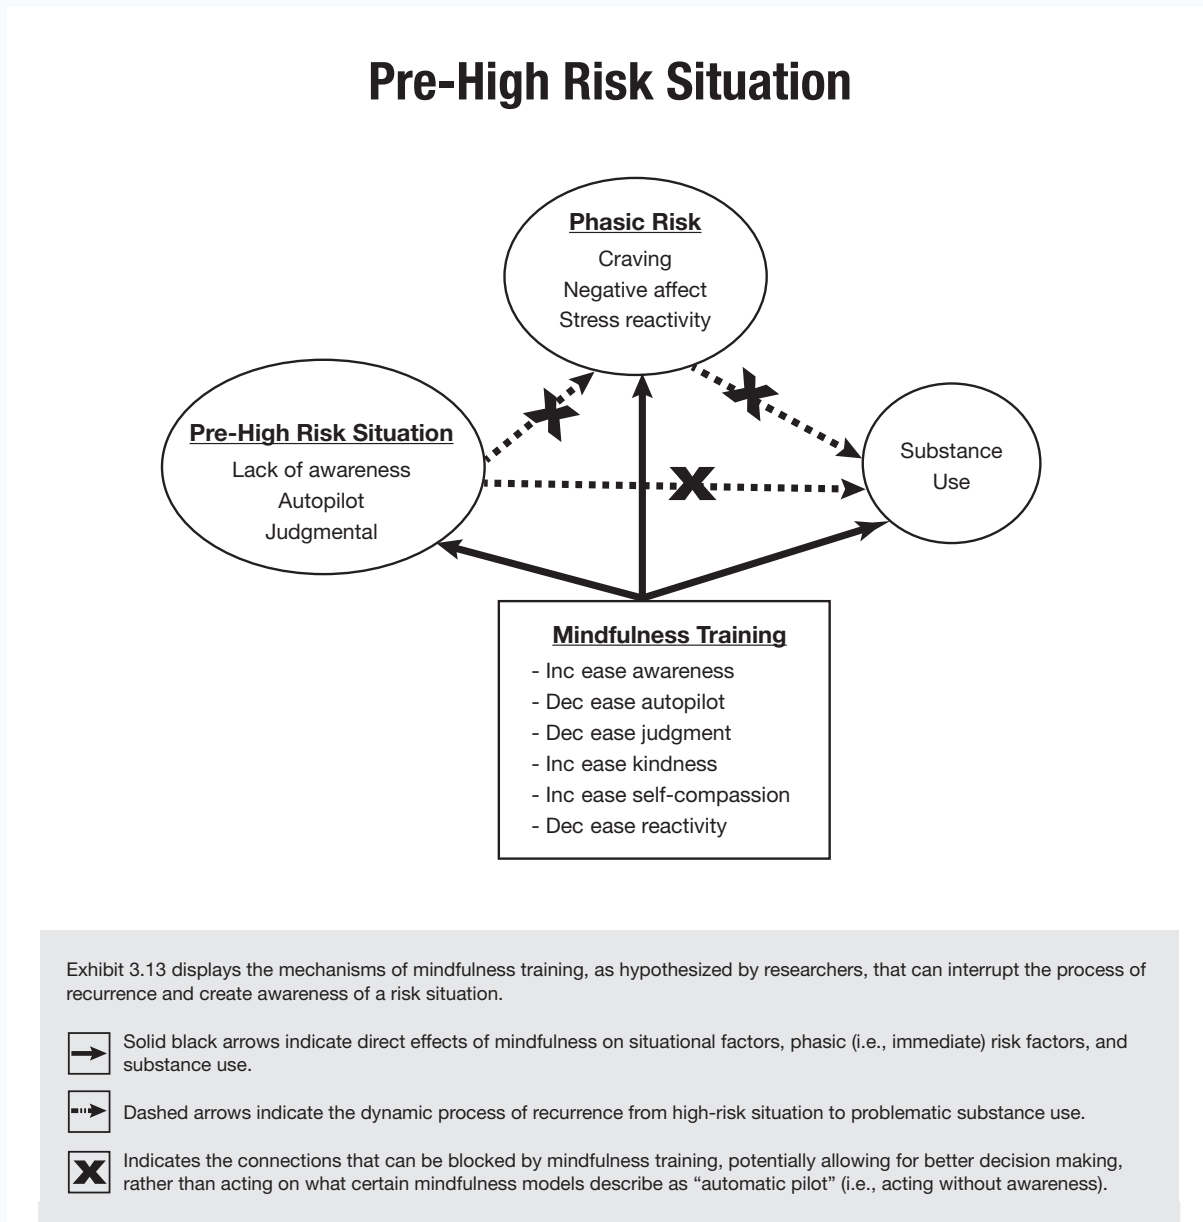 Pre-High Risk Situation
Phasic Risk
Craving
Negative affect
Stress reactivity
Pre-High Risk Situation
Lack of awareness
Autopilot
Judgmental
Substance
Use
Mindfulness Training
- Inc ease awareness
- Dec ease autopilot
- Dec ease judgment
- Inc ease kindness
- Inc ease self-compassion
- Dec ease reactivity
Exhibit 3.13 displays the mechanisms of mindfulness training, as hypothesized by researchers, that can interrupt the process of
recurrence and create awareness of a risk situation.
Solid black arrows indicate direct effects of mindfulness on situational factors, phasic (i.e., immediate) risk factors, and
substance use.
Dashed arrows indicate the dynamic process of recurrence from high-risk situation to problematic substance use.
Indicates the connections that can be blocked by mindfulness training, potentially allowing for better decision making,
rather than acting on what certain mindfulness models describe as “automatic pilot” (i.e., acting without awareness).